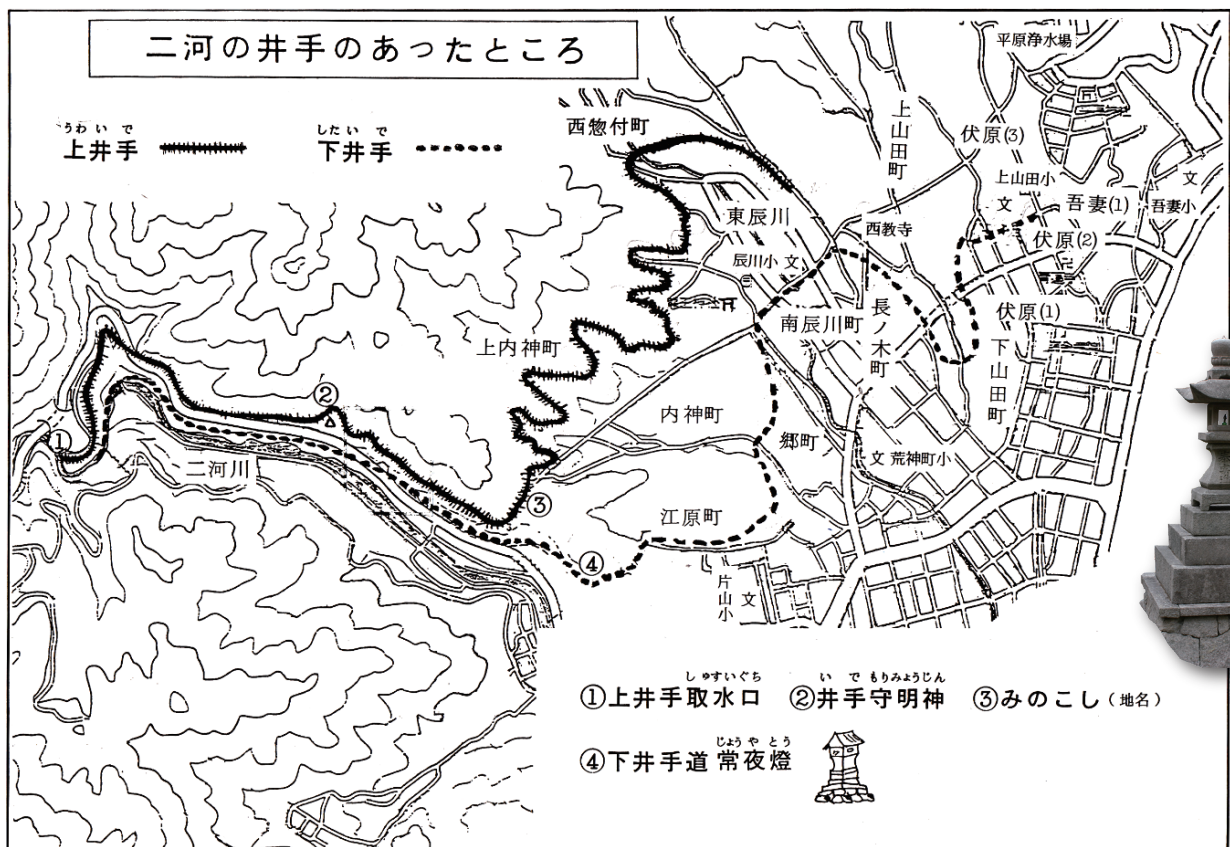 二河の井手のあったところ
うわいで
上井手
したいで
下井手
平原浄水場
西惣付町
上山田町
伏原(3)
上山田小
文
文
吾妻(1)
吾妻小
東辰川
西教寺
伏原(2)
辰川小 文
伏原(1)
南辰川町
長ノ木町
下山田町
上内神町
②
内神町
郷町
①
二河川
文 荒神町小
③
江原町
④
片山小
文
しゅすいぐち
①上井手取水口
いでもりみょうじん
②井手守明神
③みのこし(地名)
じょうやとう
④下井手道常夜燈